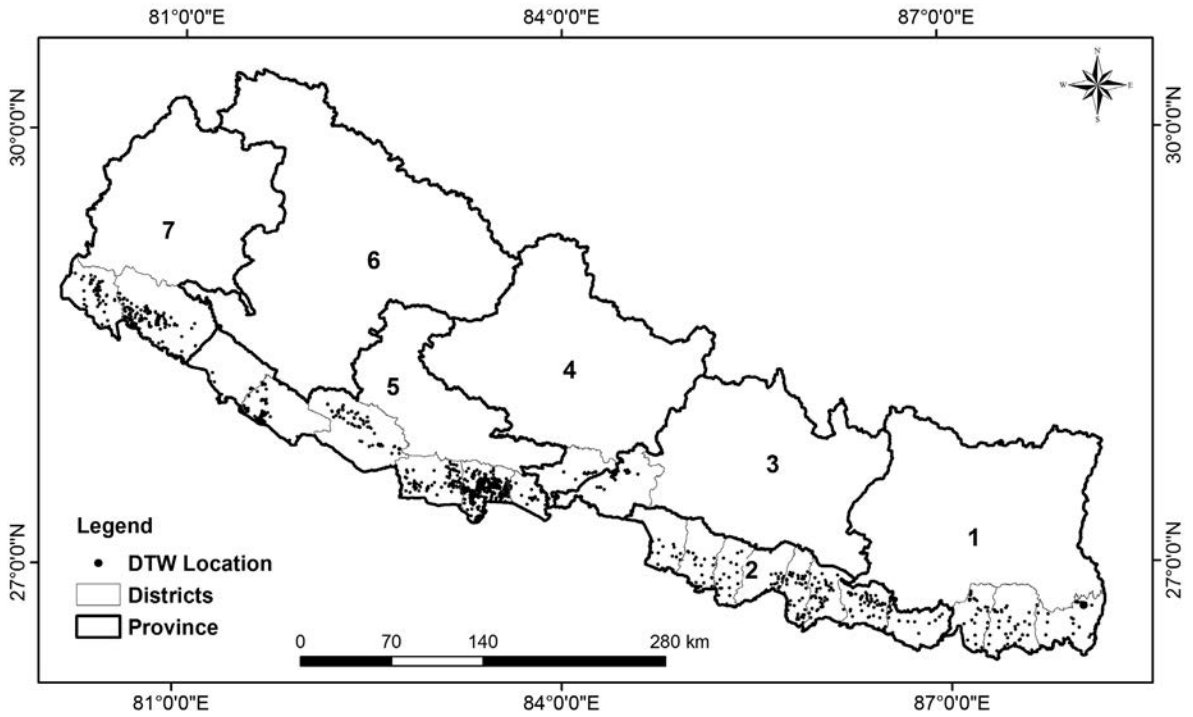 81°0'0"E 84°0'0"E 87°0'0"E
N
W E
S
30°0'0"N 30°0'0"N
7
6
4
5
3
1
2
27°0'0"N 27°0'0"N
Legend
DTW Location
Districts
Province
0 70 140 280 km
81°0'0"E 84°0'0"E 87°0'0"E